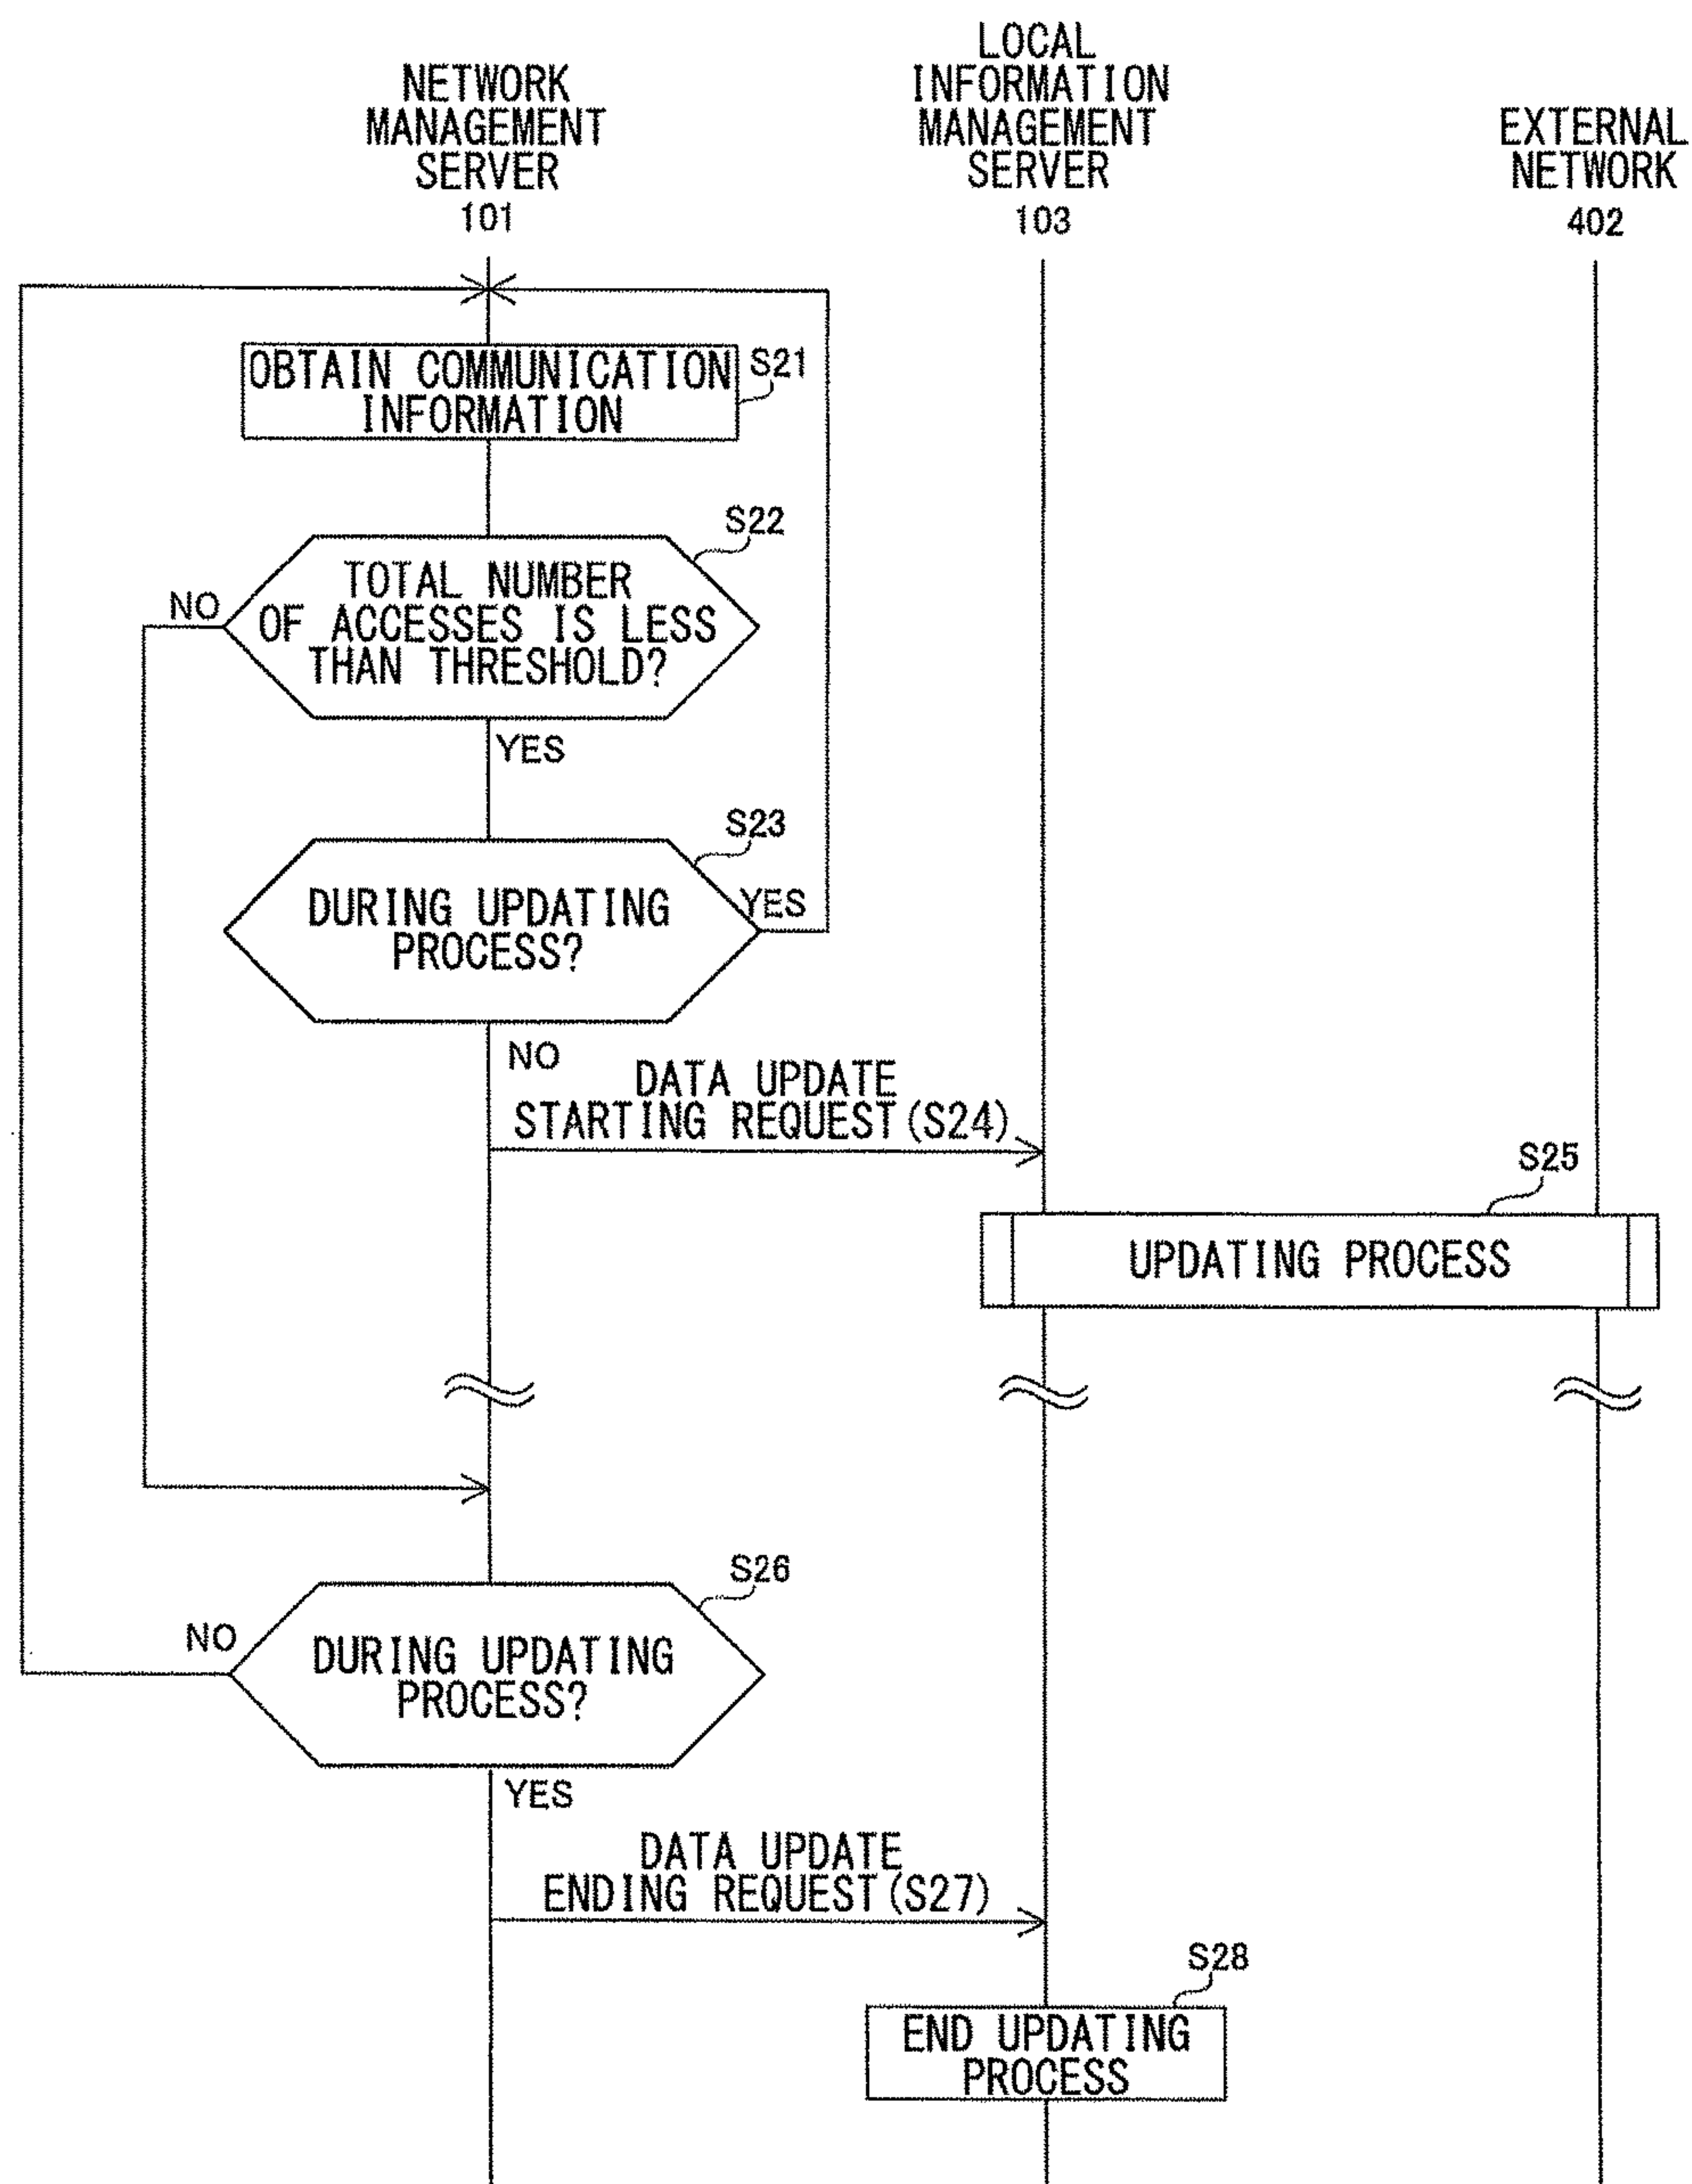 NETWORK
MANAGEMENT
SERVER
101
LOCAL
INFORMATION
MANAGEMENT
SERVER
103
EXTERNAL
NETWORK
402
OBTAIN COMMUNICATION
INFORMATION
S21
S22
TOTAL NUMBER
OF ACCESSES IS LESS
THAN THRESHOLD?
NO
YES
S23
DURING UPDATING
PROCESS?
YES
NO
DATA UPDATE
STARTING REQUEST(S24)
S25
UPDATING PROCESS
S26
NO
DURING UPDATING
PROCESS?
YES
DATA UPDATE
ENDING REQUEST(S27)
S28
END UPDATING
PROCESS